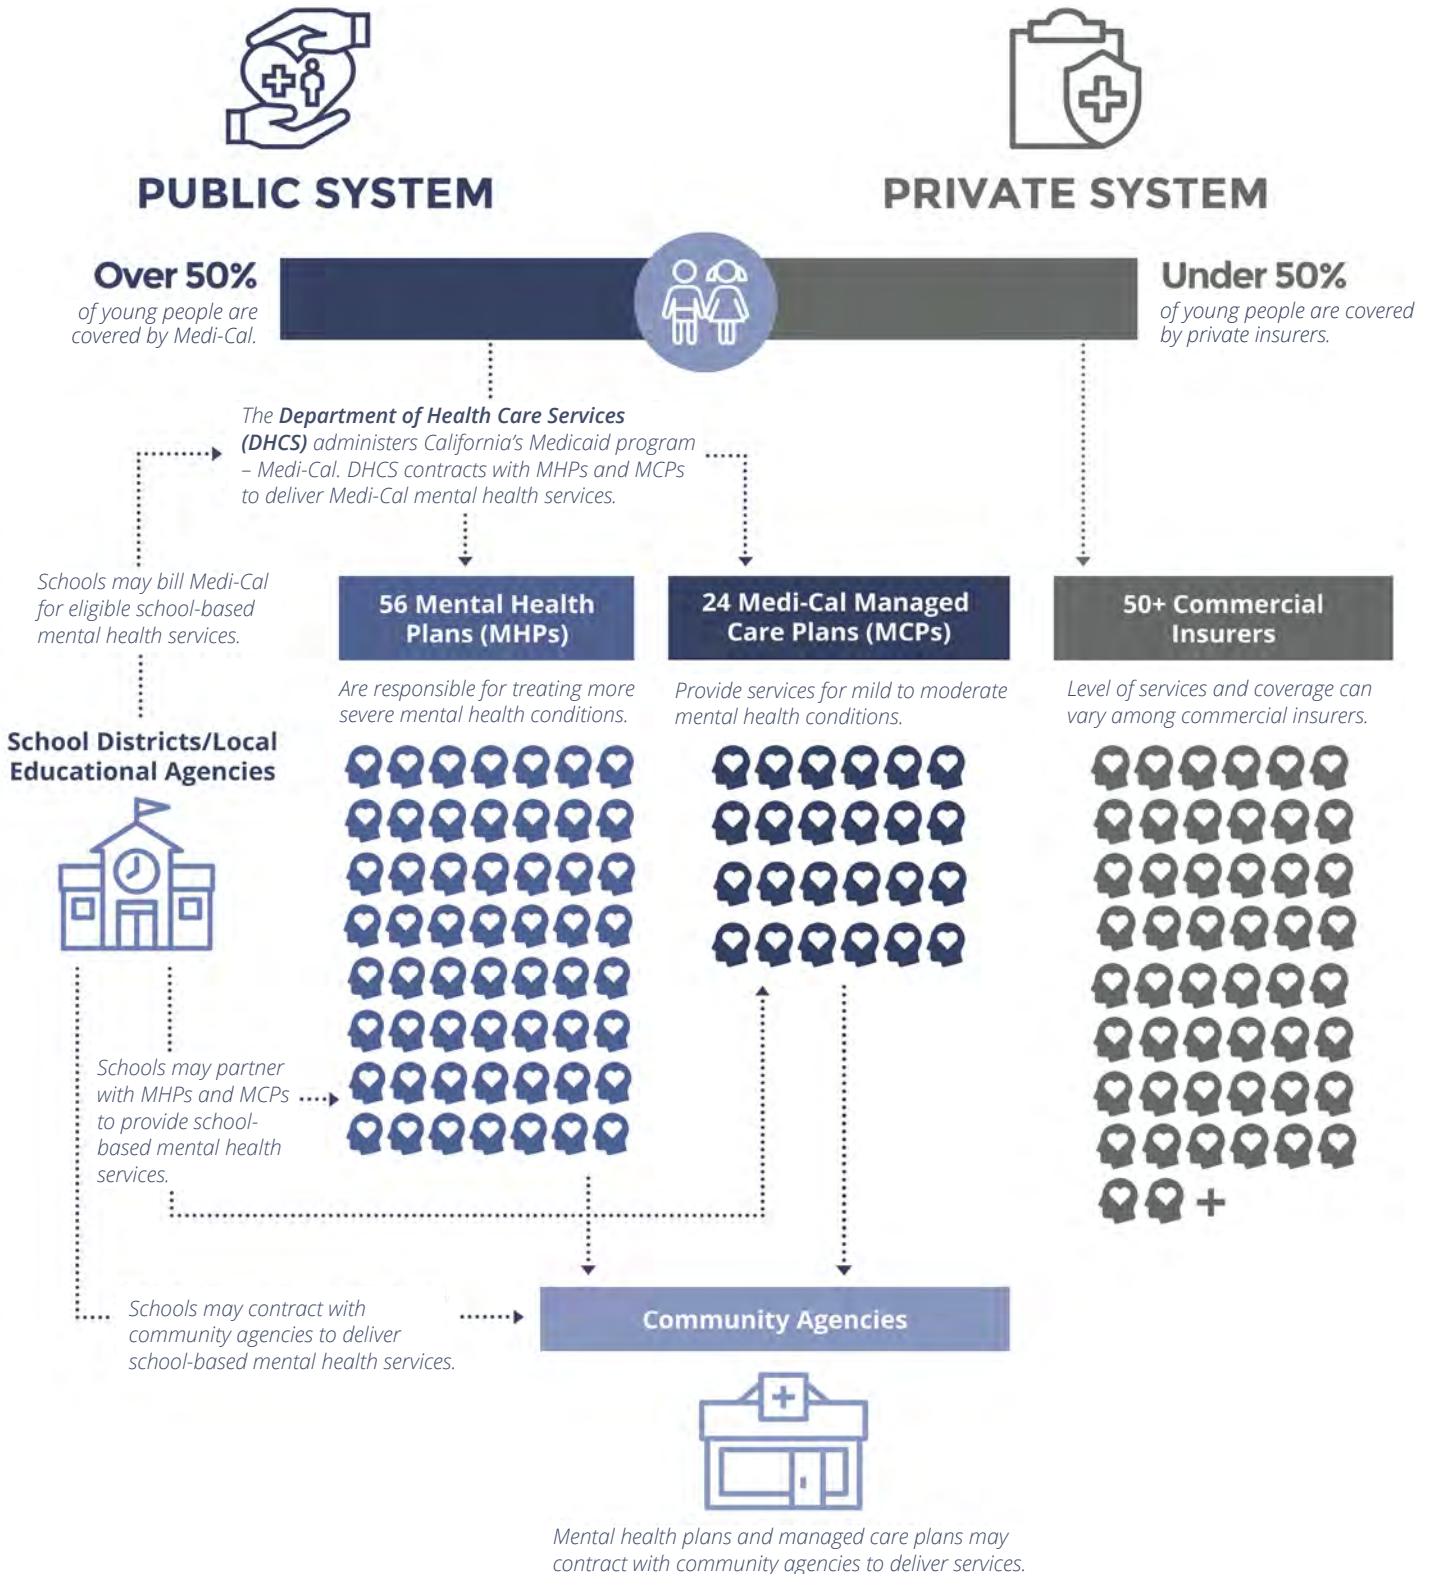 PUBLIC SYSTEM
PRIVATE SYSTEM
Over 50%
of young people are
covered by Medi-Cal.
Under 50%
of young people are covered
by private insurers.
The Department of Health Care Services
(DHCS) administers California's Medicaid program
– Medi-Cal. DHCS contracts with MHPs and MCPs
to deliver Medi-Cal mental health services.
Schools may bill Medi-Cal
for eligible school-based
mental health services.
56 Mental Health
Plans (MHPs)
24 Medi-Cal Managed
Care Plans (MCPs)
50+ Commercial
Insurers
Are responsible for treating more
severe mental health conditions.
Provide services for mild to moderate
mental health conditions.
Level of services and coverage can
vary among commercial insurers.
School Districts/Local
Educational Agencies
Schools may partner
with MHPs and MCPs
to provide school-
based mental health
services.
+
Schools may contract with
community agencies to deliver
school-based mental health services.
Community Agencies
Mental health plans and managed care plans may
contract with community agencies to deliver services.